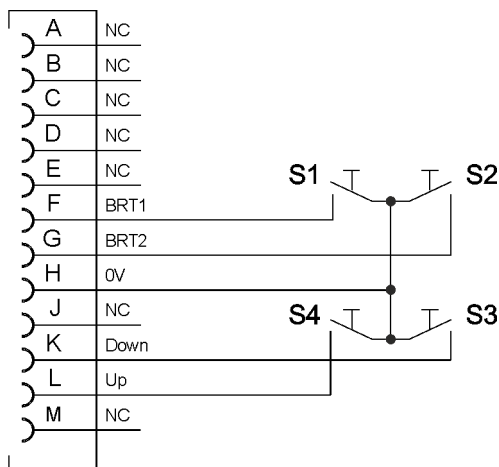 A NC
B NC
C NC
D NC
E NC
S1 S2
F BRT1
G BRT2
H 0V
J NC
S4 S3
K Down
L Up
M NC